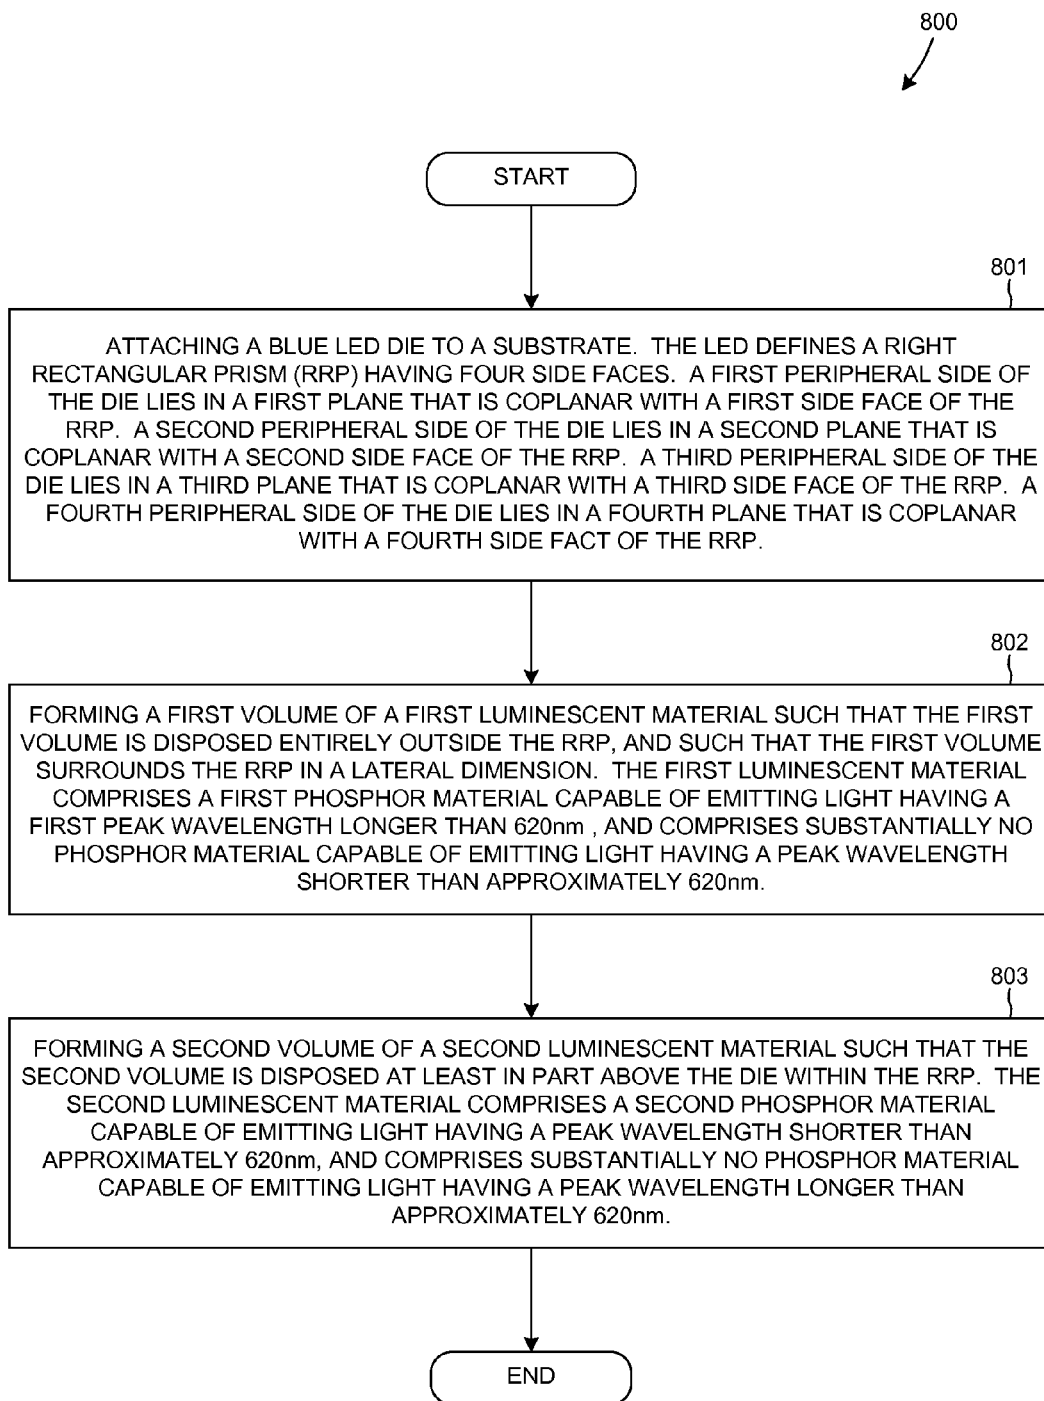 800
START
801
ATTACHING A BLUE LED DIE TO A SUBSTRATE. THE LED DEFINES A RIGHT
RECTANGULAR PRISM (RRP) HAVING FOUR SIDE FACES. A FIRST PERIPHERAL SIDE OF
THE DIE LIES IN A FIRST PLANE THAT IS COPLANAR WITH A FIRST SIDE FACE OF THE
RRP. A SECOND PERIPHERAL SIDE OF THE DIE LIES IN A SECOND PLANE THAT IS
COPLANAR WITH A SECOND SIDE FACE OF THE RRP. A THIRD PERIPHERAL SIDE OF THE
DIE LIES IN A THIRD PLANE THAT IS COPLANAR WITH A THIRD SIDE FACE OF THE RRP. A
FOURTH PERIPHERAL SIDE OF THE DIE LIES IN A FOURTH PLANE THAT IS COPLANAR
WITH A FOURTH SIDE FACT OF THE RRP.
802
FORMING A FIRST VOLUME OF A FIRST LUMINESCENT MATERIAL SUCH THAT THE FIRST
VOLUME IS DISPOSED ENTIRELY OUTSIDE THE RRP, AND SUCH THAT THE FIRST VOLUME
SURROUNDS THE RRP IN A LATERAL DIMENSION. THE FIRST LUMINESCENT MATERIAL
COMPRISES A FIRST PHOSPHOR MATERIAL CAPABLE OF EMITTING LIGHT HAVING A
FIRST PEAK WAVELENGTH LONGER THAN 620nm , AND COMPRISES SUBSTANTIALLY NO
PHOSPHOR MATERIAL CAPABLE OF EMITTING LIGHT HAVING A PEAK WAVELENGTH
SHORTER THAN APPROXIMATELY 620nm.
803
FORMING A SECOND VOLUME OF A SECOND LUMINESCENT MATERIAL SUCH THAT THE
SECOND VOLUME IS DISPOSED AT LEAST IN PART ABOVE THE DIE WITHIN THE RRP. THE
SECOND LUMINESCENT MATERIAL COMPRISES A SECOND PHOSPHOR MATERIAL
CAPABLE OF EMITTING LIGHT HAVING A PEAK WAVELENGTH SHORTER THAN
APPROXIMATELY 620nm, AND COMPRISES SUBSTANTIALLY NO PHOSPHOR MATERIAL
CAPABLE OF EMITTING LIGHT HAVING A PEAK WAVELENGTH LONGER THAN
APPROXIMATELY 620nm.
END